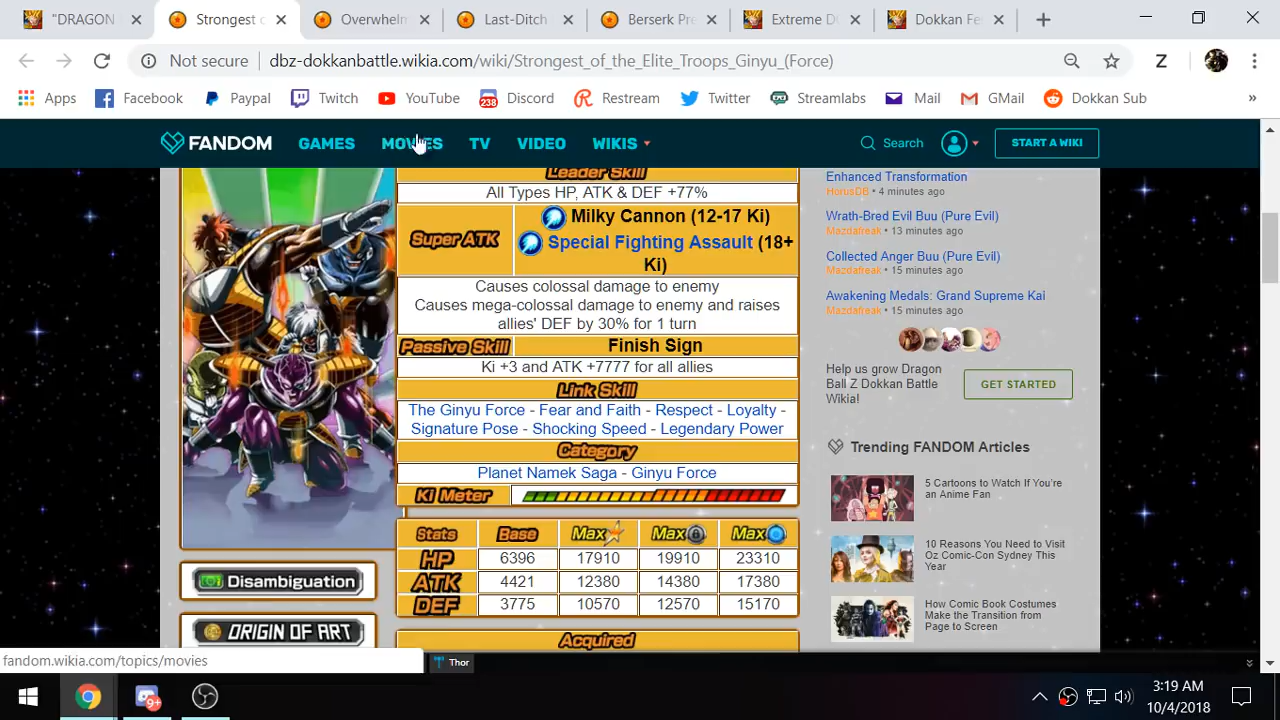 "DRAGON
Strongest o
Overwhelm
Last-Ditch
Berserk Pre
Extreme D
Dokkan Fe
Not secure
dbz-dokkanbattle.wikia.com/wiki/Strongest_of_the_Elite_Troops_Ginyu_(Force)
Z
Apps
Facebook
Paypal
Twitch
YouTube
238
Discord
Restream
Twitter
Streamlabs
Mail
GMail
Dokkan Sub
»
FANDOM
GAMES
MOVIES
TV
VIDEO
WIKIS
Search
START A WIKI
Leader Skill
All Types HP, ATK & DEF +77%
Super ATK
Milky Cannon (12-17 Ki)
Special Fighting Assault (18+
Ki)
Causes colossal damage to enemy
Causes mega-colossal damage to enemy and raises
allies' DEF by 30% for 1 turn
Passive Skill
Finish Sign
Ki +3 and ATK +7777 for all allies
Link Skill
The Ginyu Force - Fear and Faith - Respect - Loyalty -
Signature Pose - Shocking Speed - Legendary Power
Category
Planet Namek Saga - Ginyu Force
Ki Meter
Stats Base Max Max Max
HP 6396 17910 19910 23310
ATK 4421 12380 14380 17380
DEF 3775 10570 12570 15170
Acquired
Disambiguation
ORIGIN OF ART
Enhanced Transformation
HorusDB • 4 minutes ago
Wrath-Bred Evil Buu (Pure Evil)
Mazdafreak • 13 minutes ago
Collected Anger Buu (Pure Evil)
Mazdafreak • 15 minutes ago
Awakening Medals: Grand Supreme Kai
Mazdafreak • 15 minutes ago
Help us grow Dragon
Ball Z Dokkan Battle
Wikia!
GET STARTED
Trending FANDOM Articles
5 Cartoons to Watch If You're
an Anime Fan
10 Reasons You Need to Visit
Oz Comic-Con Sydney This
Year
How Comic Book Costumes
Make the Transition from
Page to Screen
fandom.wikia.com/topics/movies
Thor
9+
3:19 AM
10/4/2018